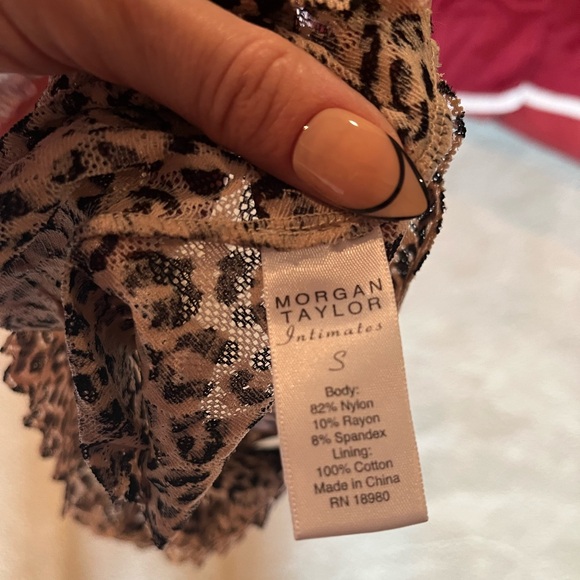 MORGAN
TAYLOR
Intimates
S
Body:
82% Nylon
10% Rayon
8% Spandex
Lining:
100% Cotton
Made in China
RN 18980